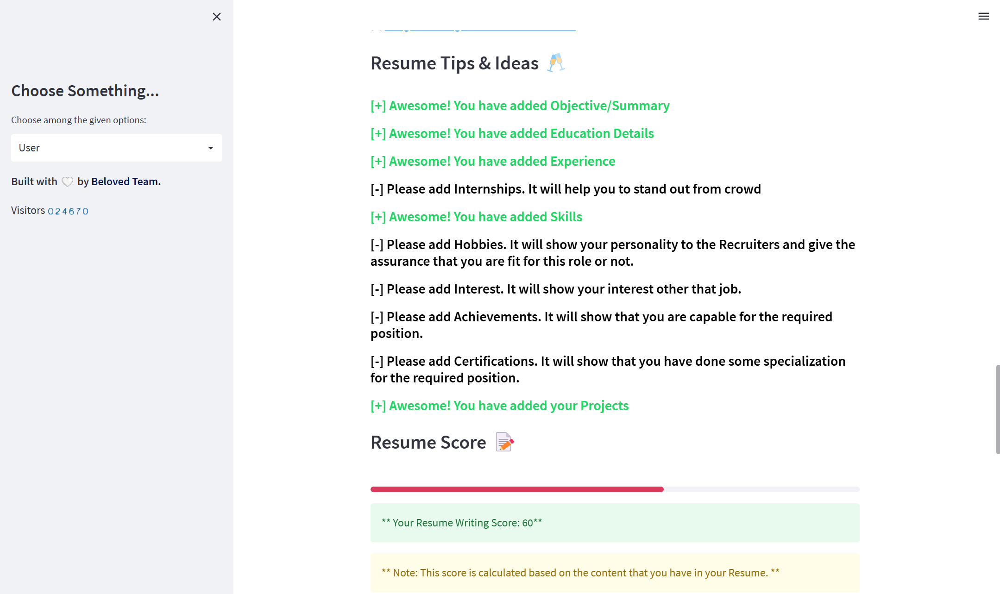 Choose Something...
Choose among the given options:
User
Built with 🤍 by Beloved Team.
Visitors 024670
Resume Tips & Ideas 🥂
[+] Awesome! You have added Objective/Summary
[+] Awesome! You have added Education Details
[+] Awesome! You have added Experience
[-] Please add Internships. It will help you to stand out from crowd
[+] Awesome! You have added Skills
[-] Please add Hobbies. It will show your personality to the Recruiters and give the
assurance that you are fit for this role or not.
[-] Please add Interest. It will show your interest other that job.
[-] Please add Achievements. It will show that you are capable for the required
position.
[-] Please add Certifications. It will show that you have done some specialization
for the required position.
[+] Awesome! You have added your Projects
Resume Score 📝
** Your Resume Writing Score: 60**
** Note: This score is calculated based on the content that you have in your Resume. **